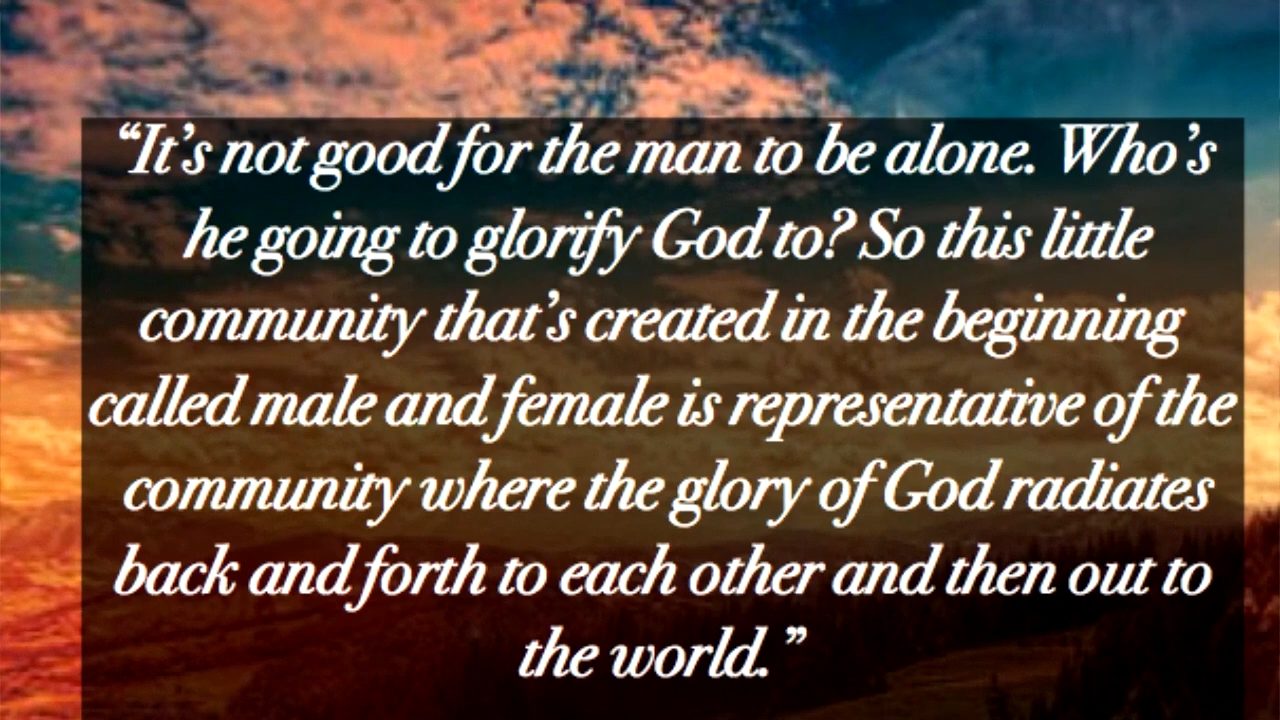 “It’s not good for the man to be alone. Who’s
he going to glorify God to? So this little
community that’s created in the beginning
called male and female is representative of the
community where the glory of God radiates
back and forth to each other and then out to
the world.”